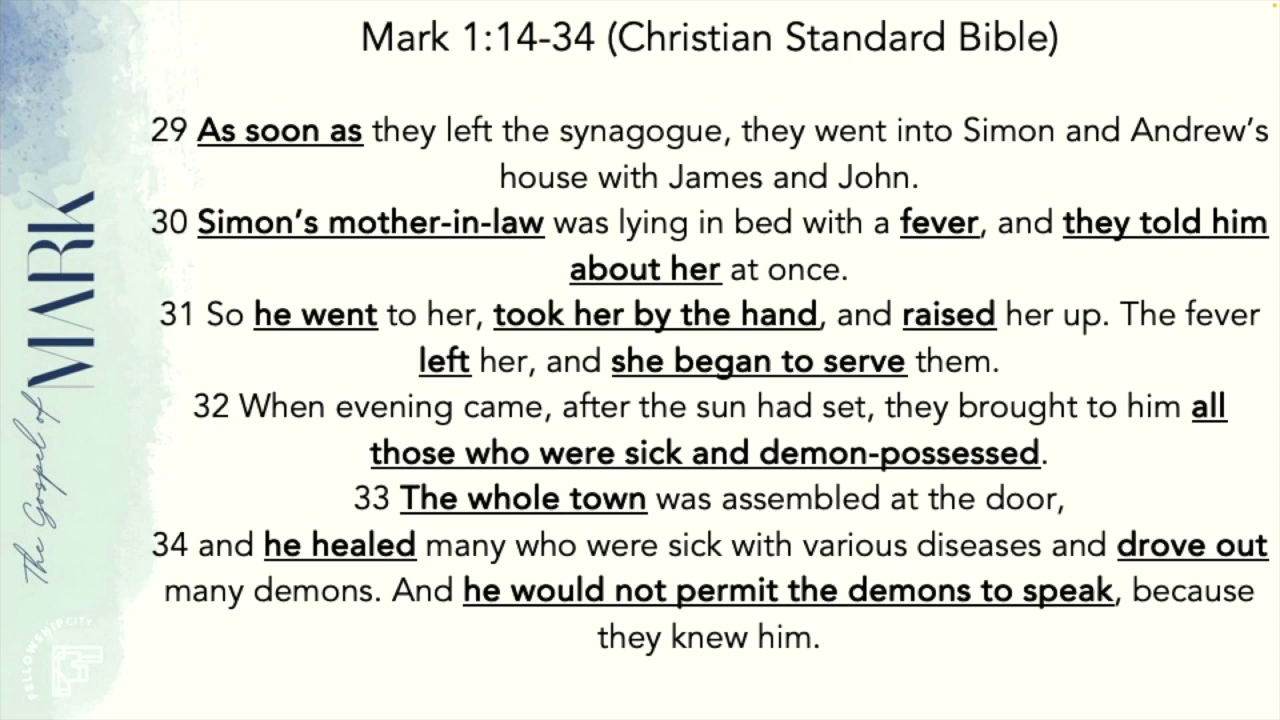 Mark 1:14-34 (Christian Standard Bible)
29 As soon as they left the synagogue, they went into Simon and Andrew’s
house with James and John.
30 Simon’s mother-in-law was lying in bed with a fever, and they told him
about her at once.
31 So he went to her, took her by the hand, and raised her up. The fever
left her, and she began to serve them.
32 When evening came, after the sun had set, they brought to him all
those who were sick and demon-possessed.
33 The whole town was assembled at the door,
34 and he healed many who were sick with various diseases and drove out
many demons. And he would not permit the demons to speak, because
they knew him.
The Gospel of
MARK
FELLOWSHIP CITY